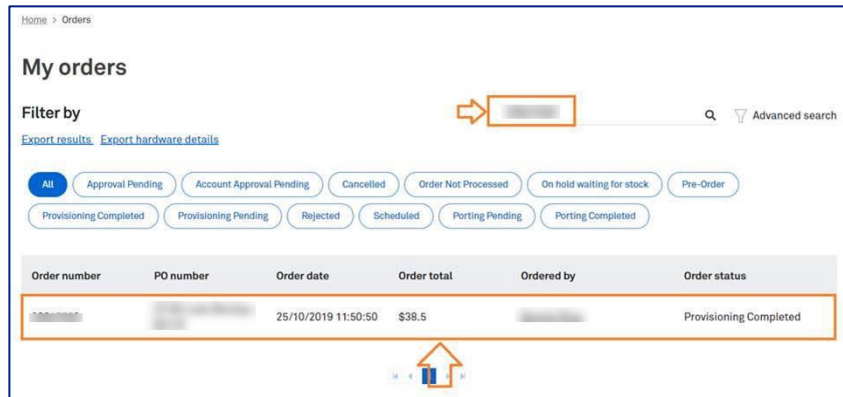 Home > Orders
My orders
Filter by
Advanced search
Export results Export hardware details
All Approval Pending Account Approval Pending Cancelled Order Not Processed On hold waiting for stock Pre-Order
Provisioning Completed Provisioning Pending Rejected Scheduled Porting Pending Porting Completed
Order number PO number Order date Order total Ordered by Order status
25/10/2019 11:50:50 $38.5 Provisioning Completed